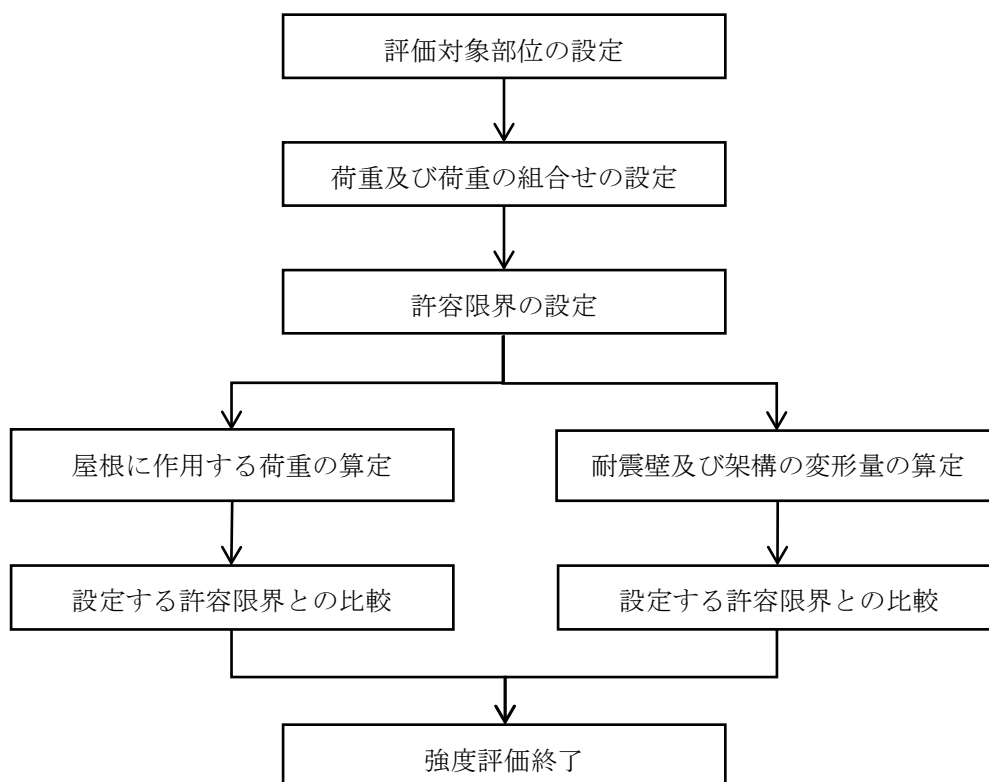 評価対象部位の設定
荷重及び荷重の組合せの設定
許容限界の設定
屋根に作用する荷重の算定
耐震壁及び架構の変形量の算定
設定する許容限界との比較
設定する許容限界との比較
強度評価終了